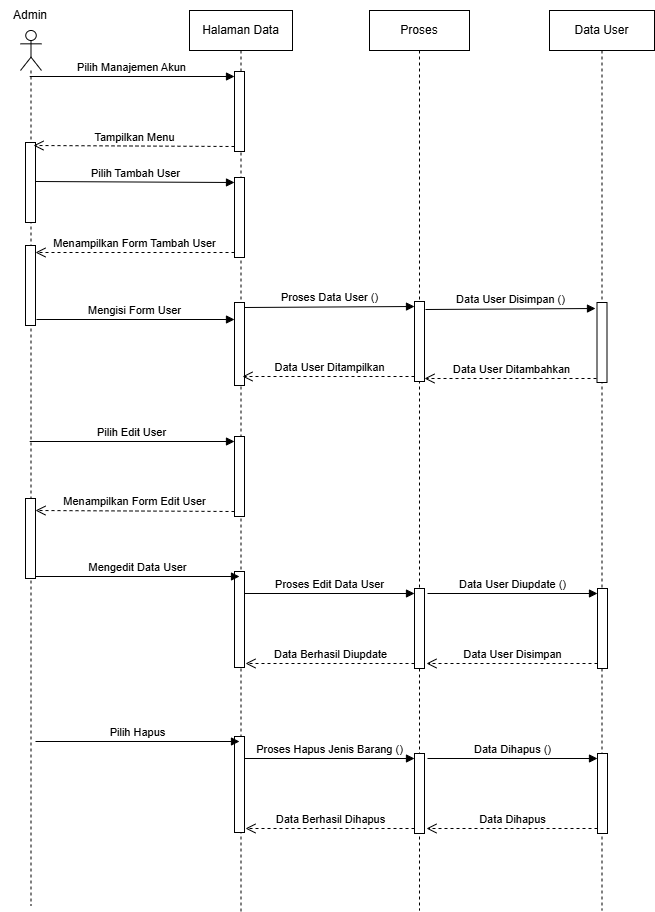 Admin
Halaman Data
Proses
Data User
Pilih Manajemen Akun
Tampilkan Menu
Pilih Tambah User
Menampilkan Form Tambah User
Mengisi Form User
Proses Data User ()
Data User Disimpan ()
Data User Ditampilkan
Data User Ditambahkan
Pilih Edit User
Menampilkan Form Edit User
Mengedit Data User
Proses Edit Data User
Data User Diupdate ()
Data Berhasil Diupdate
Data User Disimpan
Pilih Hapus
Proses Hapus Jenis Barang ()
Data Dihapus ()
Data Berhasil Dihapus
Data Dihapus